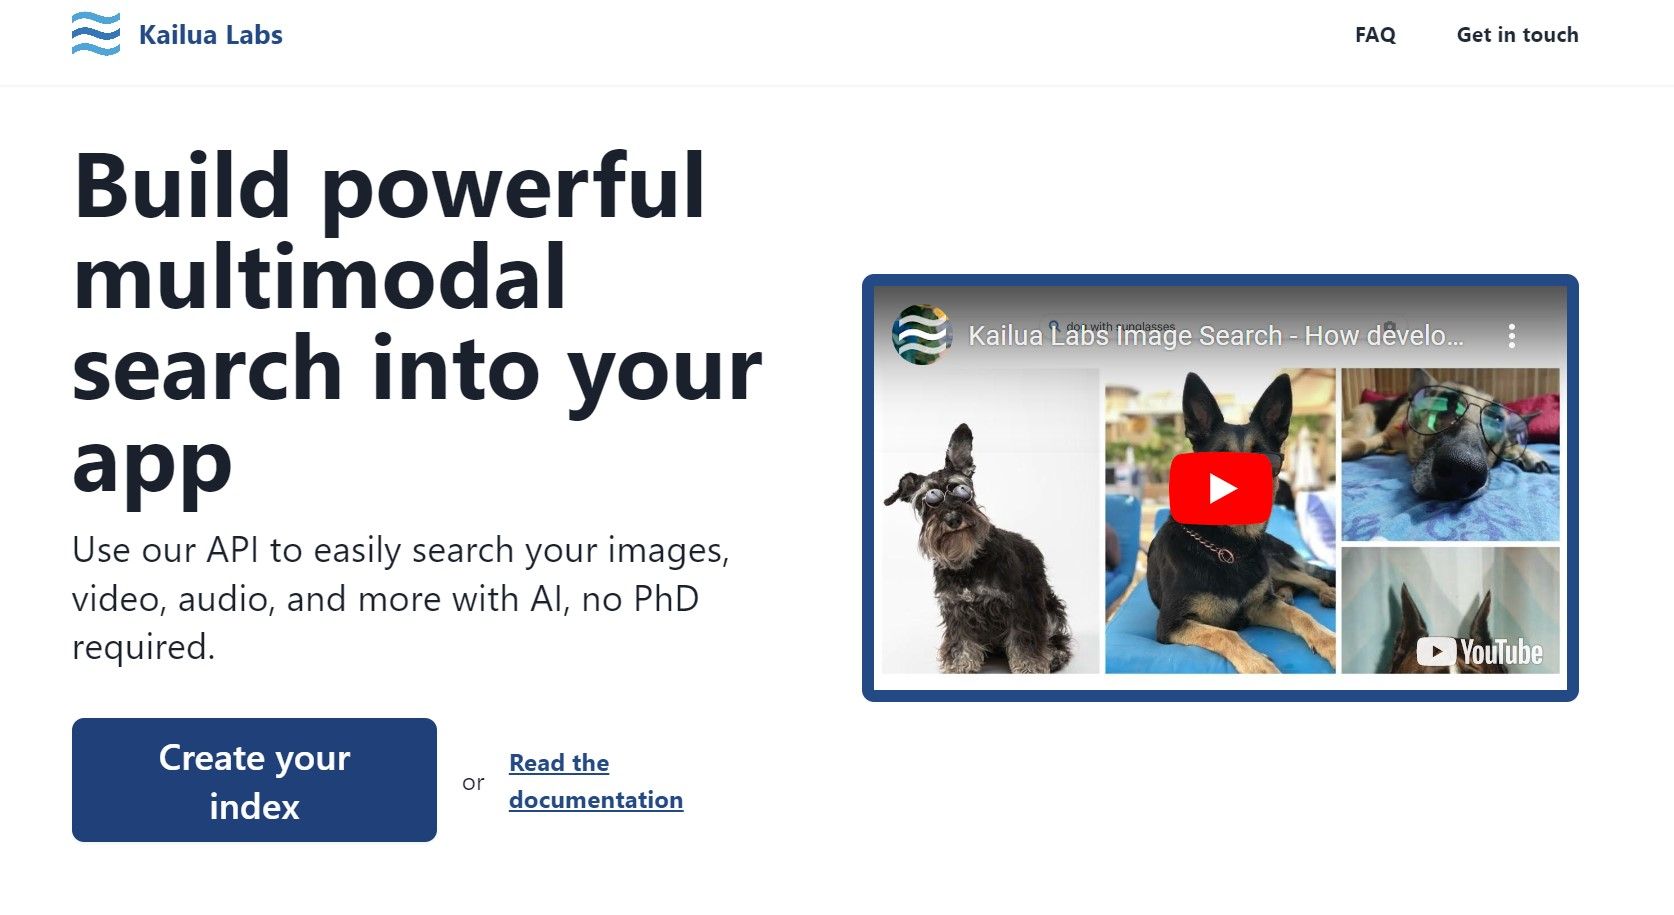 Kailua Labs
FAQ
Get in touch
Build powerful
multimodal
search into your
app
Use our API to easily search your images,
video, audio, and more with AI, no PhD
required.
Create your
index
or
Read the
documentation
dog with sunglasses
Kailua Labs Image Search - How develo...
YouTube